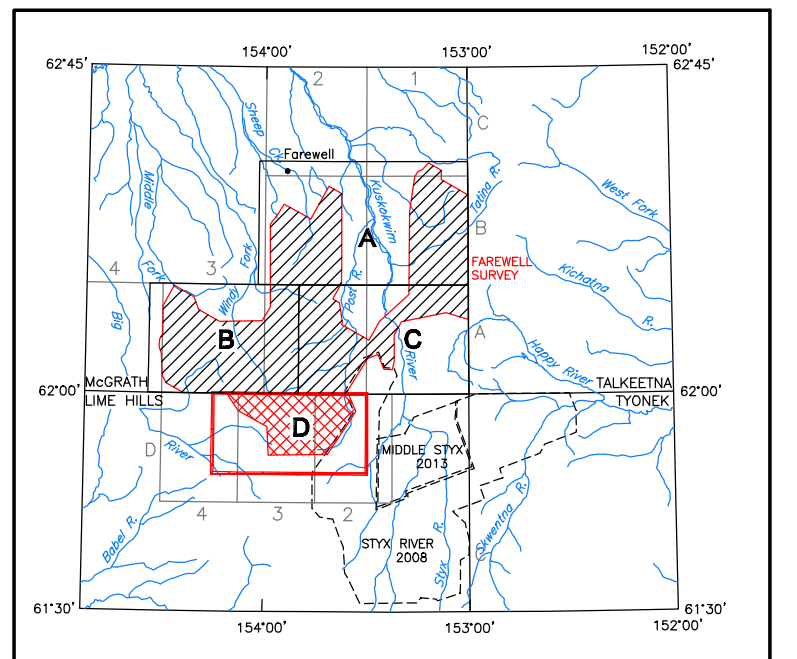 154°00'
153°00'
152°00'
62°45'
62°45'
2
1
Sheep
Ck.
C
Farewell
Middle
Kuskokwim
Tatina R.
West Fork
A
B
Fork
FAREWELL
SURVEY
4
3
Fork
Windy
Post R.
Kichatna
R.
Big
B
C
River
A
Happy River
McGRATH
TALKEETNA
62°00'
62°00'
LIME HILLS
TYONEK
D
D
River
MIDDLE STYX
2013
4
3
2
Babel R.
R.
Skwentna R.
STYX RIVER
2008
C
Styx
61°30'
61°30'
154°00'
153°00'
152°00'